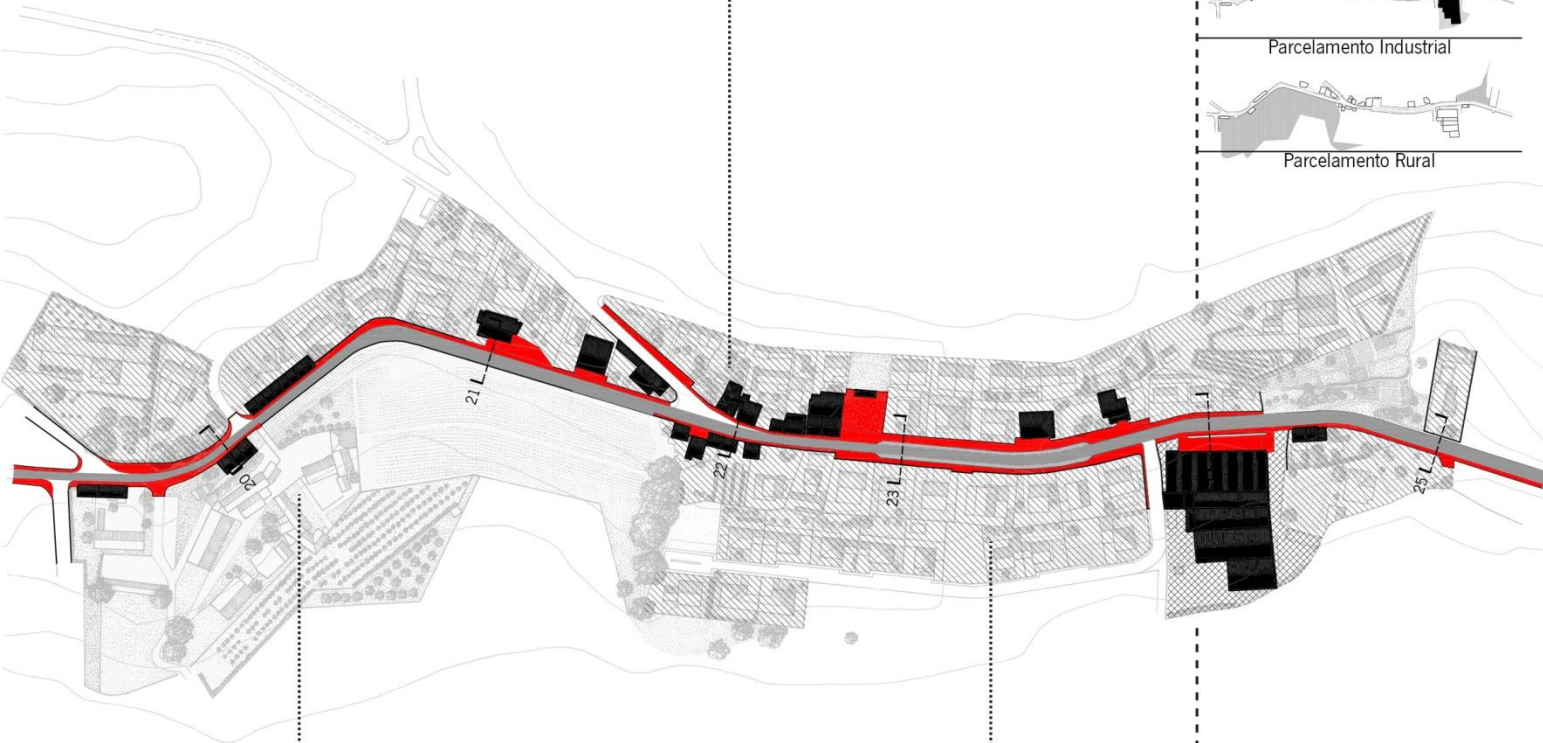 Parcelamento Industrial
Parcelamento Rural
20
21 L
22 L
23 L
L
25 L